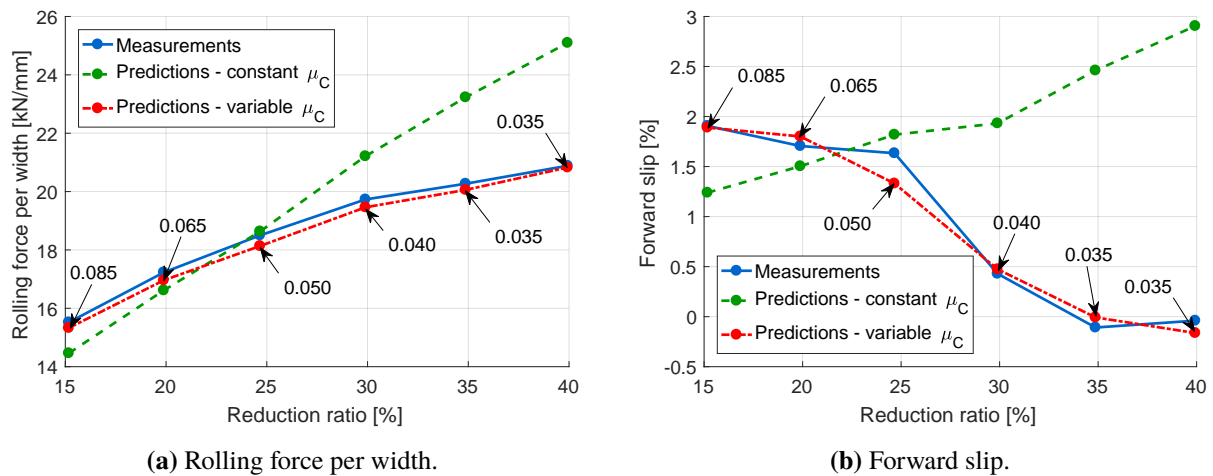 26
24
22
20
18
16
14
Rolling force per width [kN/mm]
Measurements
Predictions - constant μC
Predictions - variable μC
0.085
0.065
0.050
0.040
0.035
0.035
15 20 25 30 35 40
Reduction ratio [%]
(a) Rolling force per width.
3
2.5
2
1.5
1
0.5
0
-0.5
Forward slip [%]
0.085
0.065
0.050
0.040
0.035
0.035
Measurements
Predictions - constant μC
Predictions - variable μC
15 20 25 30 35 40
Reduction ratio [%]
(b) Forward slip.